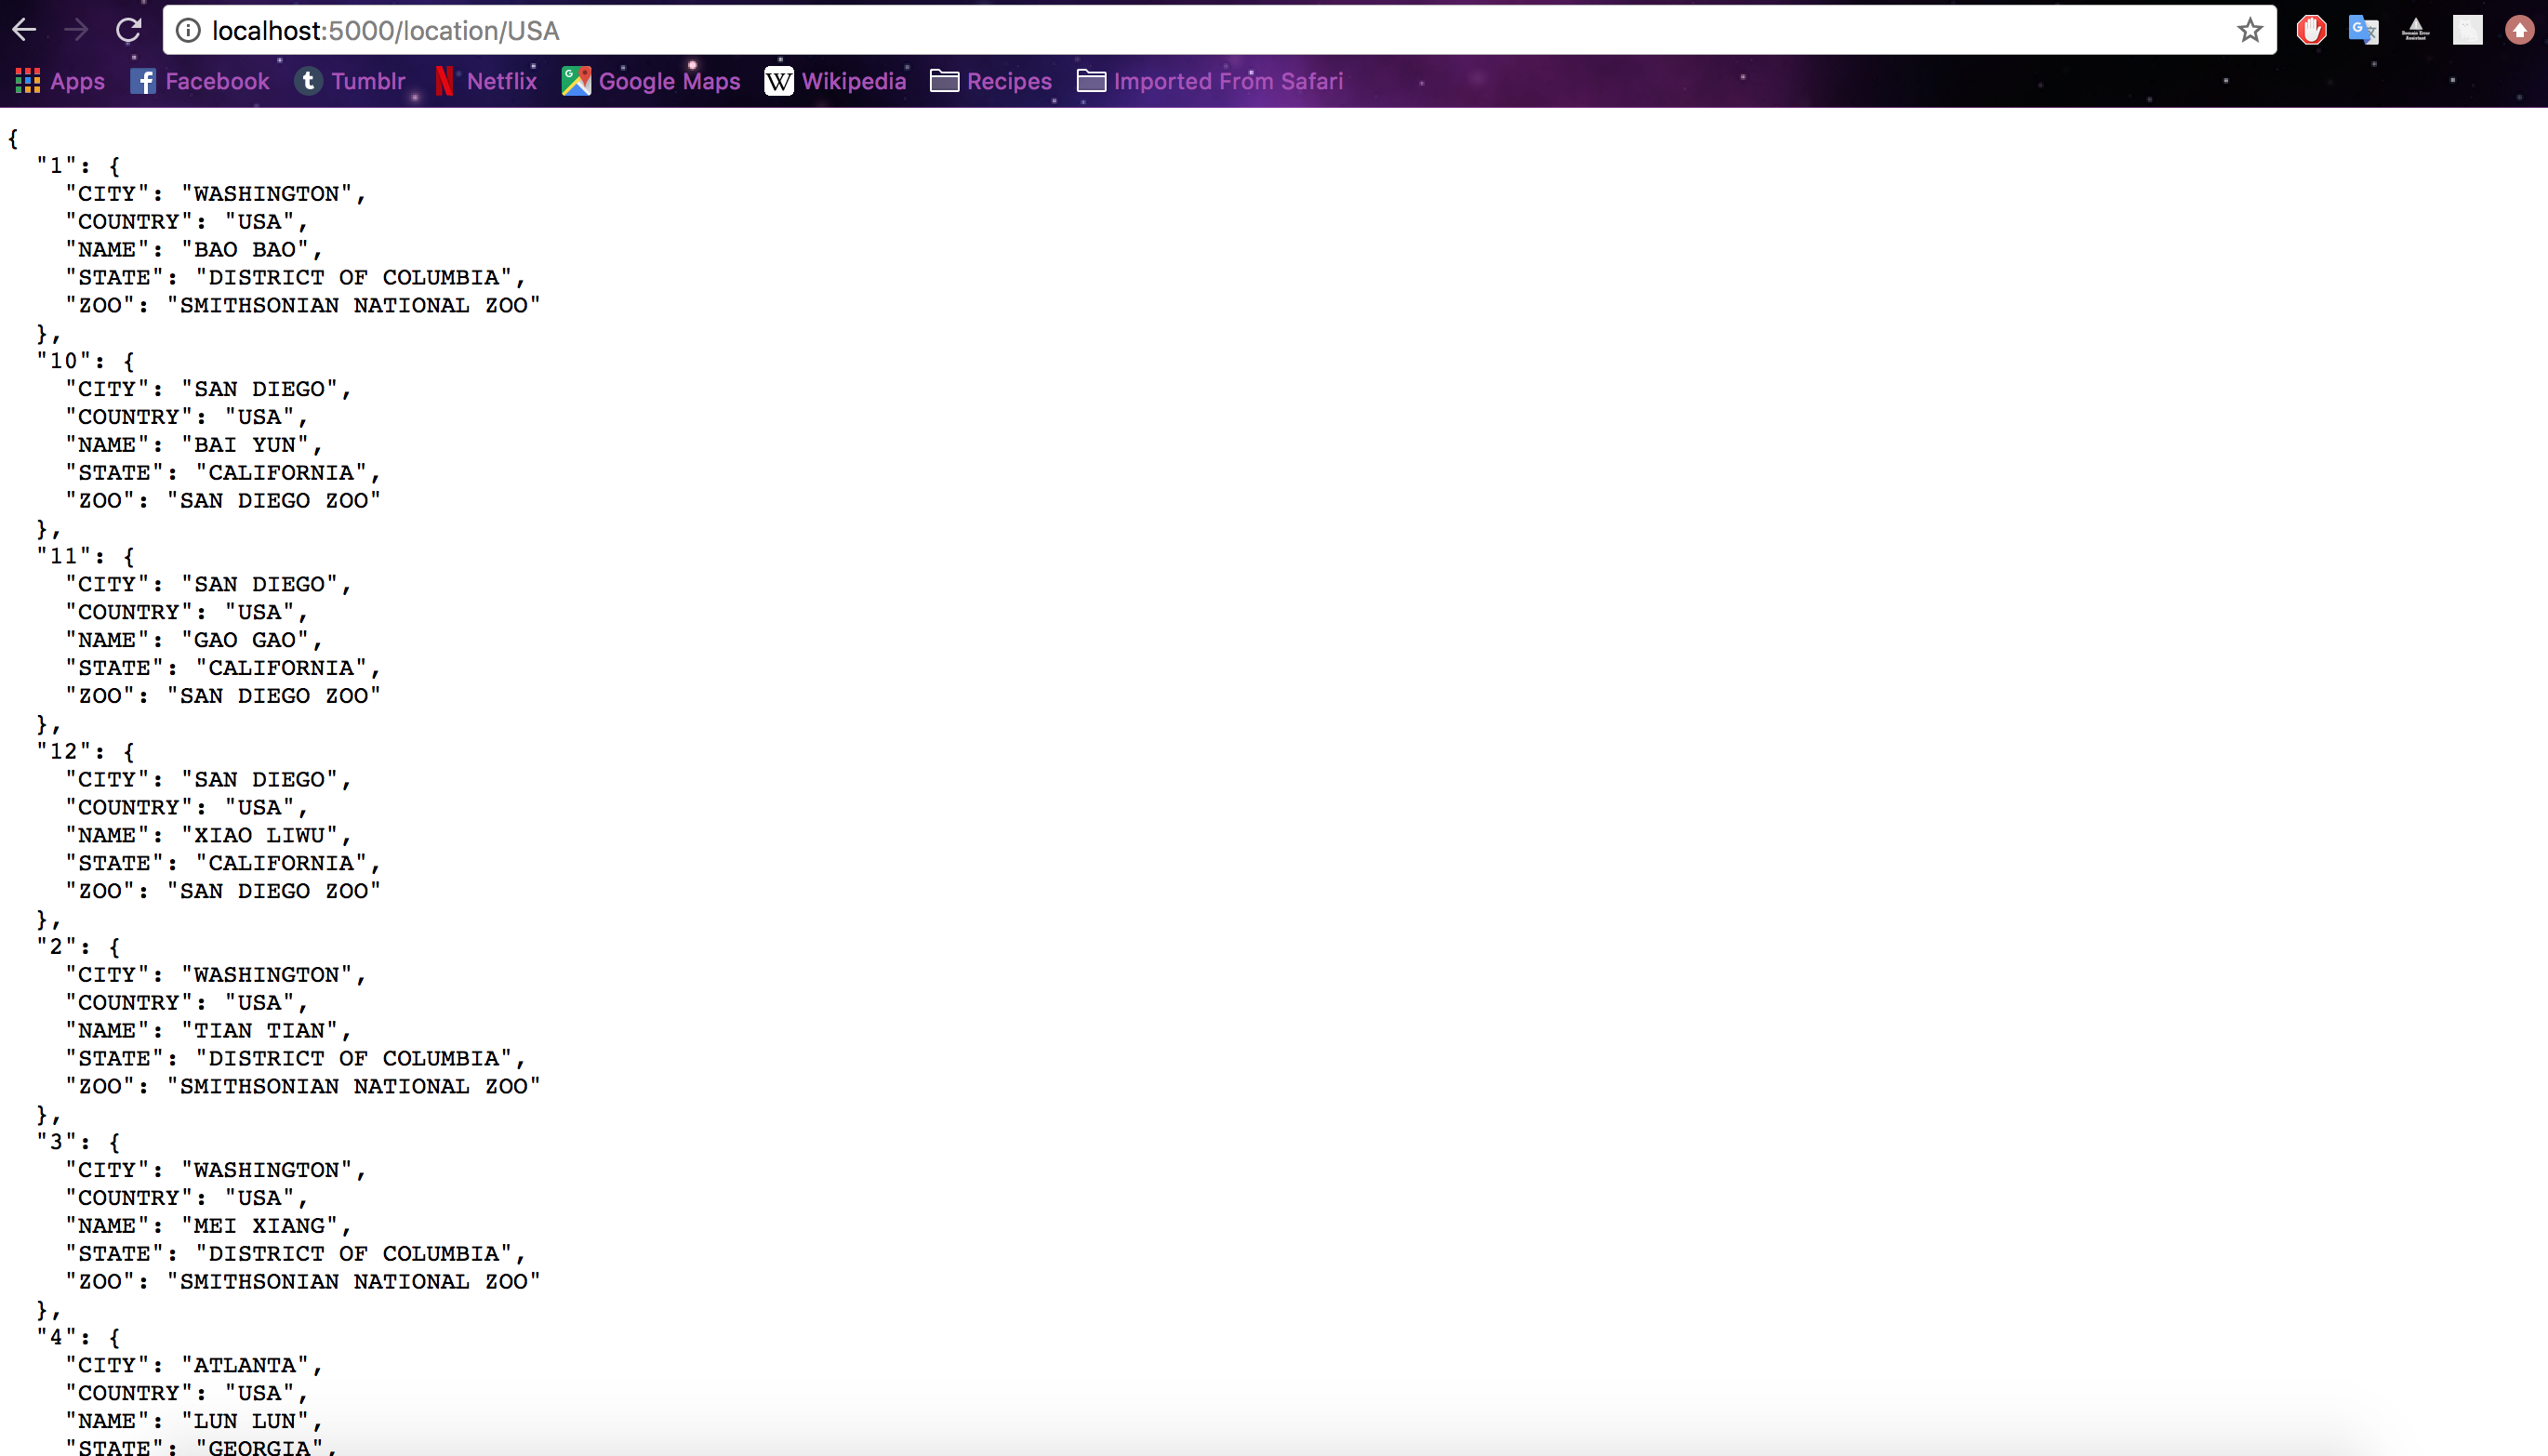 localhost:5000/location/USA
Apps Facebook Tumblr Netflix Google Maps Wikipedia Recipes Imported From Safari
{
  "1": {
    "CITY": "WASHINGTON",
    "COUNTRY": "USA",
    "NAME": "BAO BAO",
    "STATE": "DISTRICT OF COLUMBIA",
    "ZOO": "SMITHSONIAN NATIONAL ZOO"
  },
  "10": {
    "CITY": "SAN DIEGO",
    "COUNTRY": "USA",
    "NAME": "BAI YUN",
    "STATE": "CALIFORNIA",
    "ZOO": "SAN DIEGO ZOO"
  },
  "11": {
    "CITY": "SAN DIEGO",
    "COUNTRY": "USA",
    "NAME": "GAO GAO",
    "STATE": "CALIFORNIA",
    "ZOO": "SAN DIEGO ZOO"
  },
  "12": {
    "CITY": "SAN DIEGO",
    "COUNTRY": "USA",
    "NAME": "XIAO LIWU",
    "STATE": "CALIFORNIA",
    "ZOO": "SAN DIEGO ZOO"
  },
  "2": {
    "CITY": "WASHINGTON",
    "COUNTRY": "USA",
    "NAME": "TIAN TIAN",
    "STATE": "DISTRICT OF COLUMBIA",
    "ZOO": "SMITHSONIAN NATIONAL ZOO"
  },
  "3": {
    "CITY": "WASHINGTON",
    "COUNTRY": "USA",
    "NAME": "MEI XIANG",
    "STATE": "DISTRICT OF COLUMBIA",
    "ZOO": "SMITHSONIAN NATIONAL ZOO"
  },
  "4": {
    "CITY": "ATLANTA",
    "COUNTRY": "USA",
    "NAME": "LUN LUN",
    "STATE": "GEORGIA",